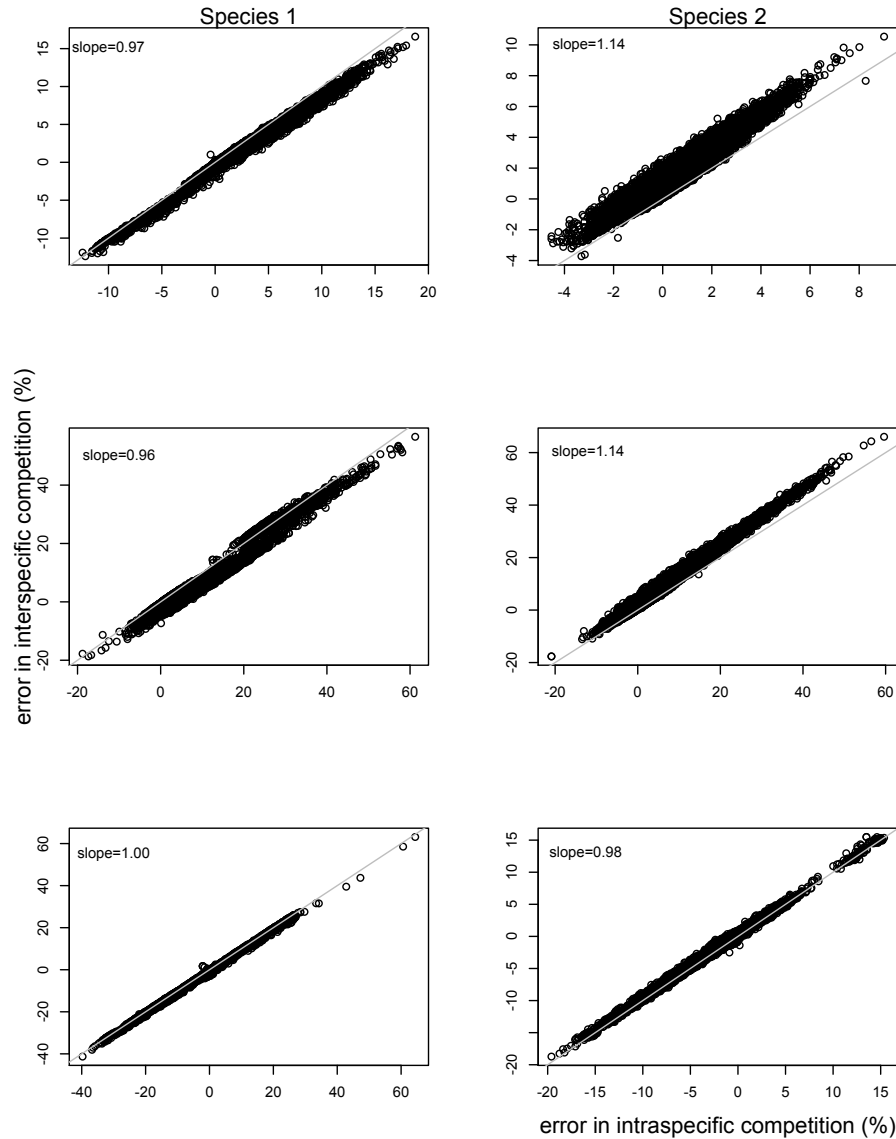 Species 1
Species 2
slope=0.97
slope=1.14
15
10
5
0
-5
-10
-10 -5 0 5 10 15 20
10
8
6
4
2
0
-2
-4
-4 -2 0 2 4 6 8
error in interspecific competition (%)
slope=0.96
slope=1.14
40
20
0
-20
-20 0 20 40 60
60
40
20
0
-20
-20 0 20 40 60
slope=1.00
slope=0.98
60
40
20
0
-20
-40
-40 -20 0 20 40 60
15
10
5
0
-5
-10
-20
-20 -15 -10 -5 0 5 10 15
error in intraspecific competition (%)